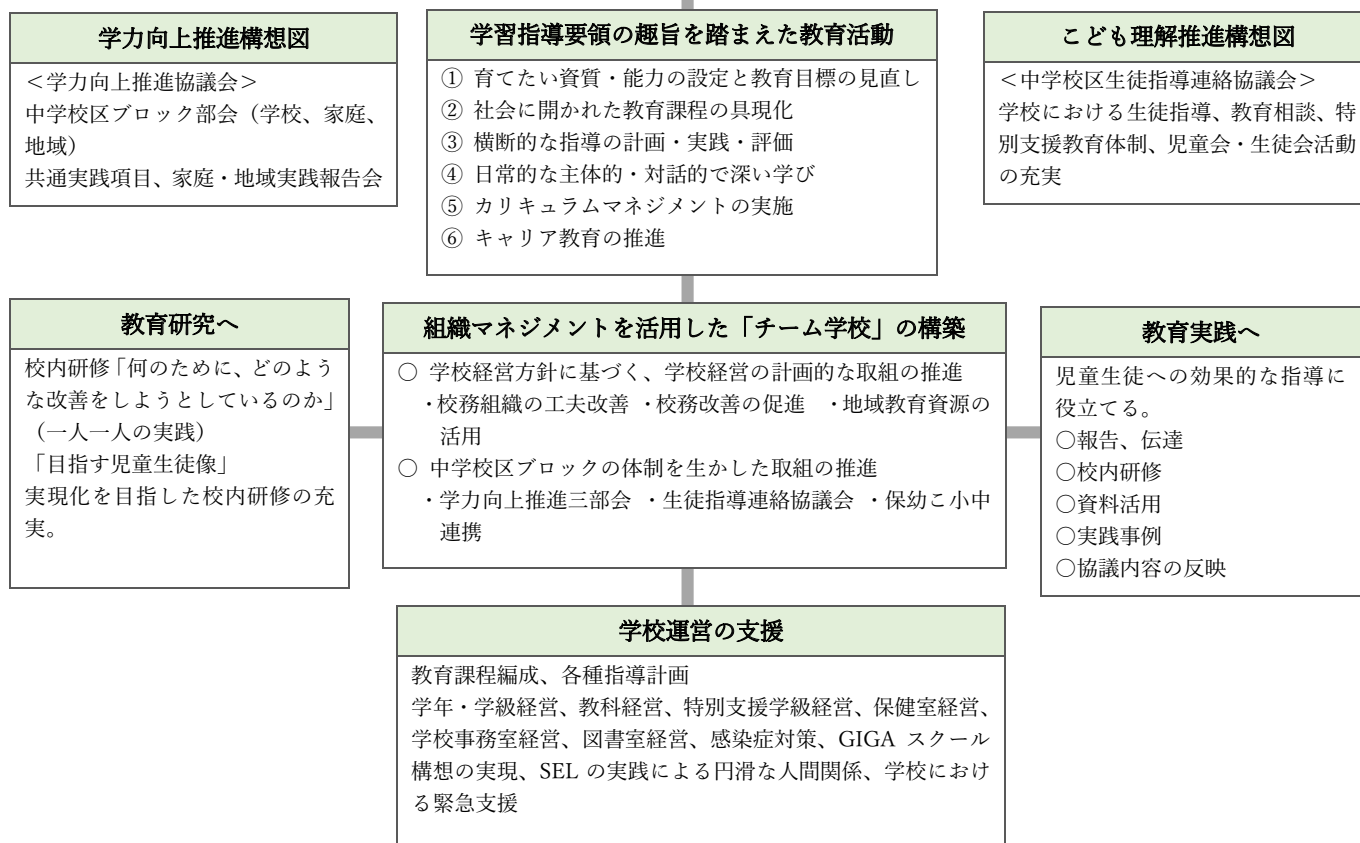 学力向上推進構想図
＜学力向上推進協議会＞
中学校区ブロック部会（学校、家庭、
地域）
共通実践項目、家庭・地域実践報告会
学習指導要領の趣旨を踏まえた教育活動
① 育てたい資質・能力の設定と教育目標の見直し
② 社会に開かれた教育課程の具現化
③ 横断的な指導の計画・実践・評価
④ 日常的な主体的・対話的で深い学び
⑤ カリキュラムマネジメントの実施
⑥ キャリア教育の推進
こども理解推進構想図
＜中学校区生徒指導連絡協議会＞
学校における生徒指導、教育相談、特
別支援教育体制、児童会・生徒会活動
の充実
教育研究へ
校内研修「何のために、どのよう
な改善をしようとしているのか」
（一人一人の実践）
「目指す児童生徒像」
実現化を目指した校内研修の充
実。
組織マネジメントを活用した「チーム学校」の構築
○ 学校経営方針に基づく、学校経営の計画的な取組の推進
・校務組織の工夫改善 ・校務改善の促進 ・地域教育資源の
活用
○ 中学校区ブロックの体制を生かした取組の推進
・学力向上推進三部会 ・生徒指導連絡協議会 ・保幼こ小中
連携
教育実践へ
児童生徒への効果的な指導に
役立てる。
○報告、伝達
○校内研修
○資料活用
○実践事例
○協議内容の反映
学校運営の支援
教育課程編成、各種指導計画
学年・学級経営、教科経営、特別支援学級経営、保健室経営、
学校事務室経営、図書室経営、感染症対策、GIGA スクール
構想の実現、SEL の実践による円滑な人間関係、学校におけ
る緊急支援